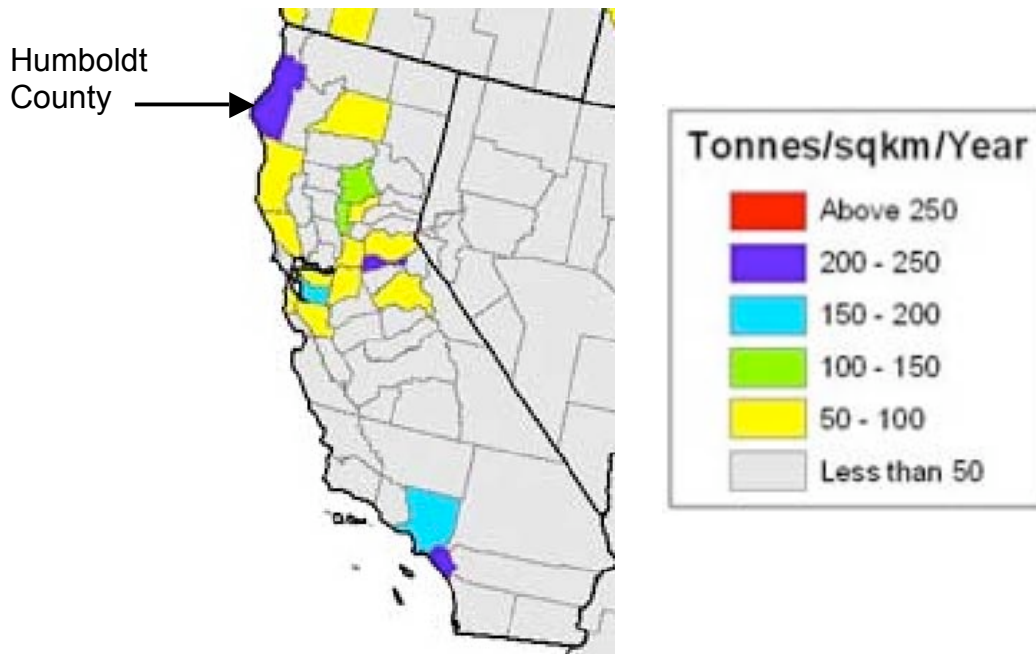 Humboldt
County
Tonnes/sqkm/Year
Above 250
200 - 250
150 - 200
100 - 150
50 - 100
Less than 50